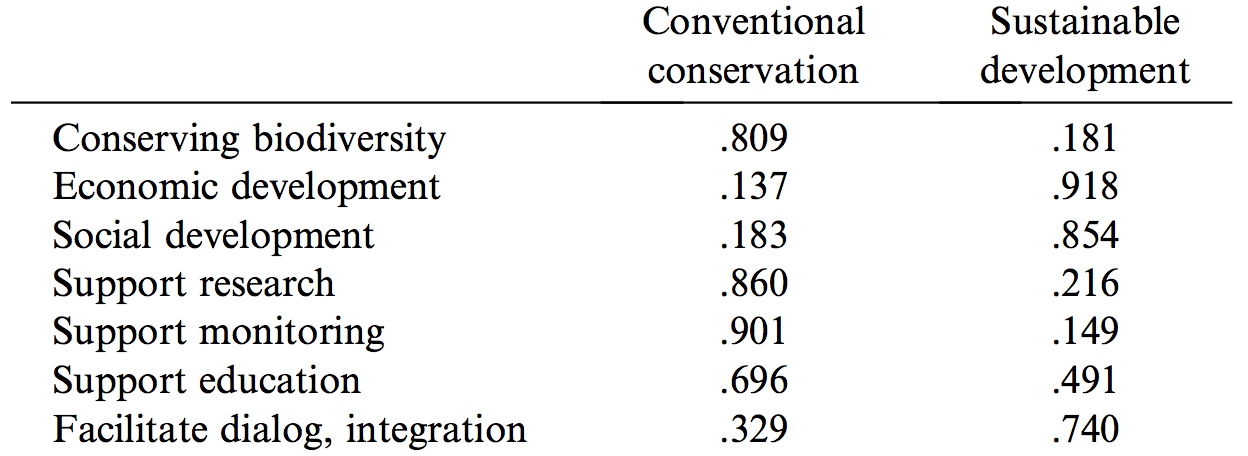 Conventional Sustainable
conservation development
Conserving biodiversity .809 .181
Economic development .137 .918
Social development .183 .854
Support research .860 .216
Support monitoring .901 .149
Support education .696 .491
Facilitate dialog, integration .329 .740